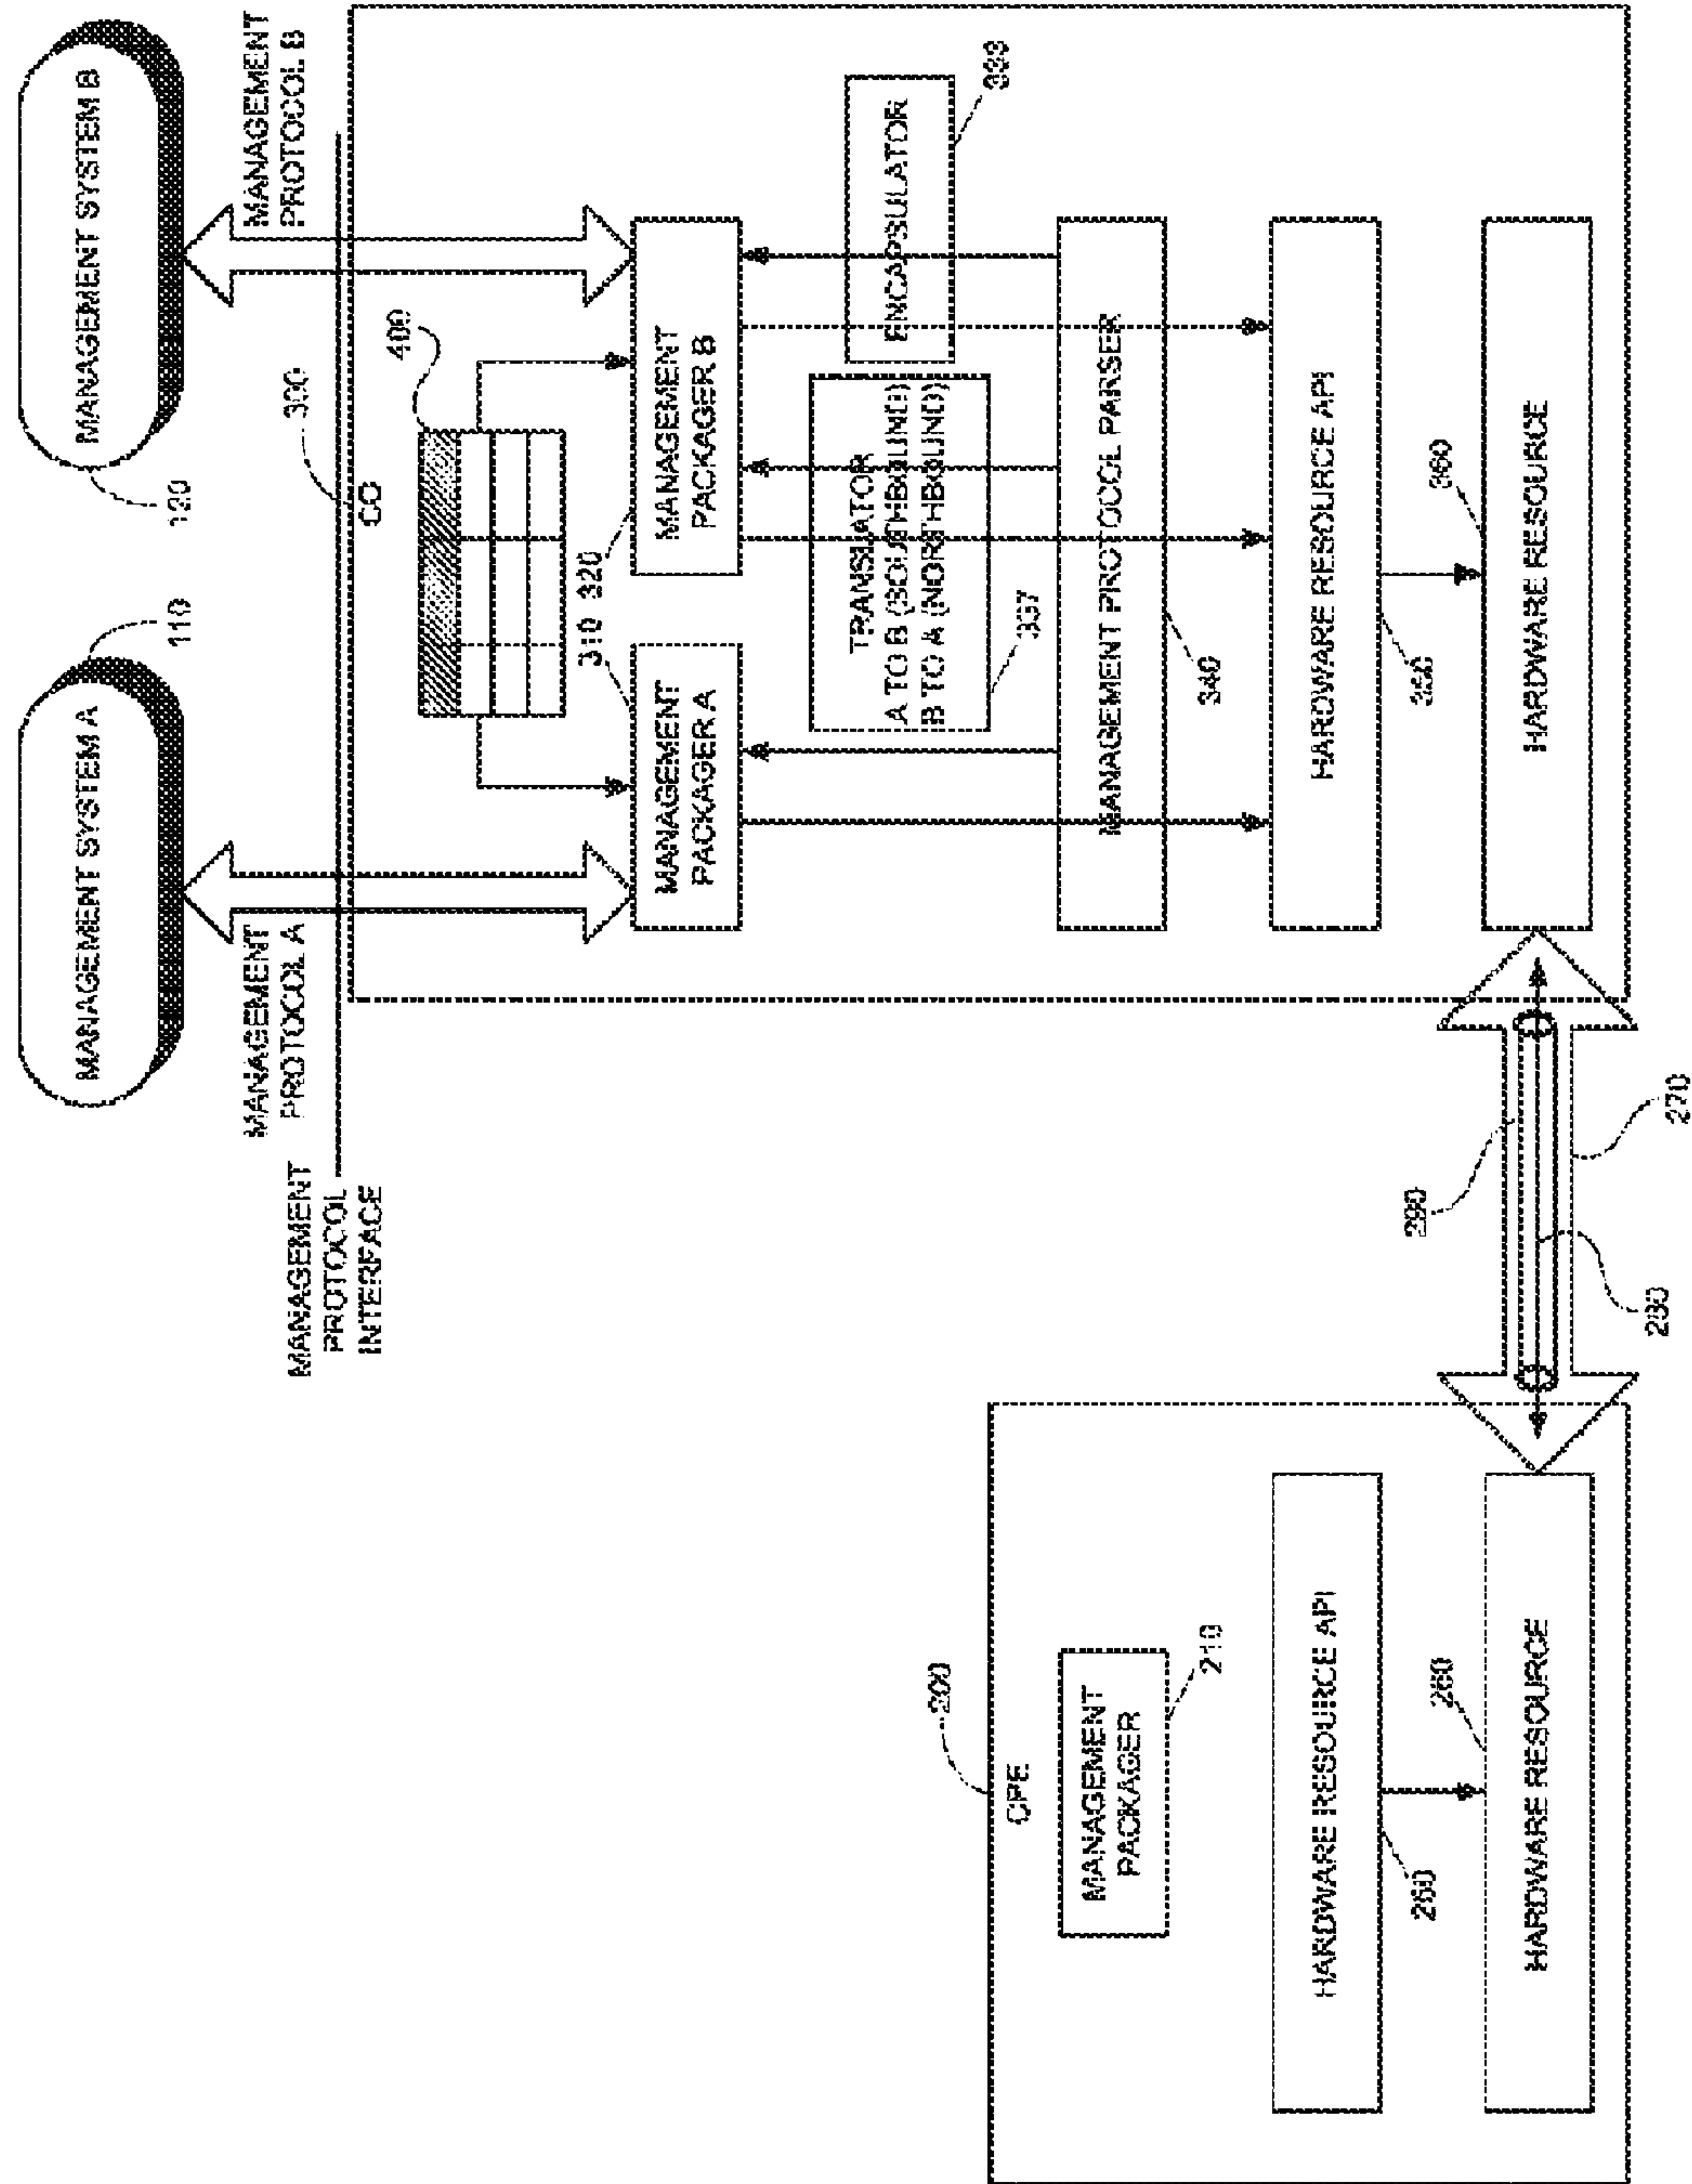 MANAGEMENT SYSTEM A
110
MANAGEMENT SYSTEM B
MANAGEMENT
PROTOCOL A
MANAGEMENT
PROTOCOL B
MANAGEMENT
PROTOCOL
INTERFACE
300
CO
400
310
320
MANAGEMENT
PACKAGER A
MANAGEMENT
PACKAGER B
TRANSLATOR
A TO B (SOUTHBOUND)
B TO A (NORTHBOUND)
337
ENCAPSULATOR
MANAGEMENT PROTOCOL PARSER
340
HARDWARE RESOURCE API
360
HARDWARE RESOURCE
200
CPE
MANAGEMENT
PACKAGER
210
HARDWARE RESOURCE API
260
HARDWARE RESOURCE
290
280
270